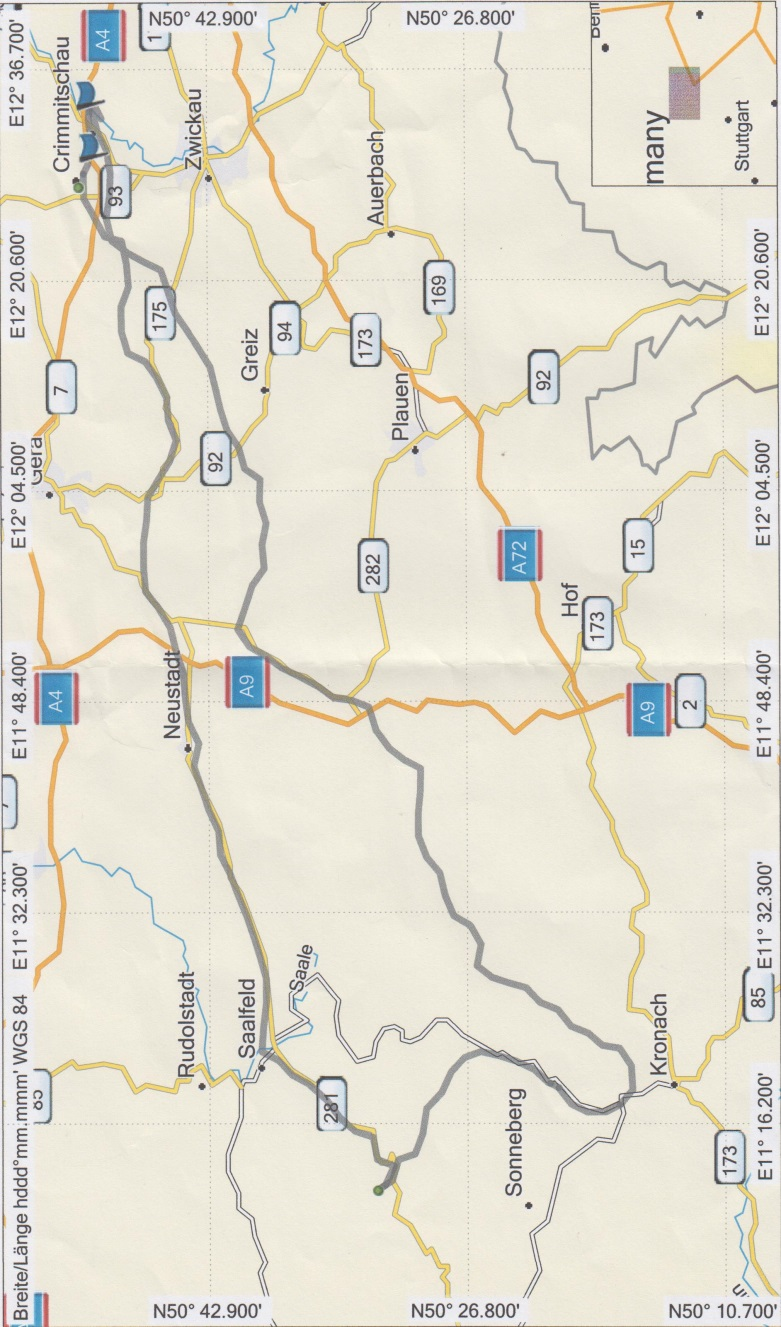 Breite/Länge hddd°mm.mmm' WGS 84
E11° 32.300'
E11° 48.400'
E12° 04.500'
E12° 20.600'
E12° 36.700'
N50° 42.900'
N50° 26.800'
A4
85
Rudolstadt
Saalfeld
Saale
281
Sonneberg
Kronach
85
173
A4
7
Gera
7
Crimmitschau
93
Zwickau
175
Neustadt
A9
92
Greiz
94
Auerbach
173
169
Plauen
282
92
A72
Hof
173
15
A9
2
many
Stuttgart
N50° 42.900'
N50° 26.800'
N50° 10.700'
E11° 16.200'
E11° 32.300'
E11° 48.400'
E12° 04.500'
E12° 20.600'